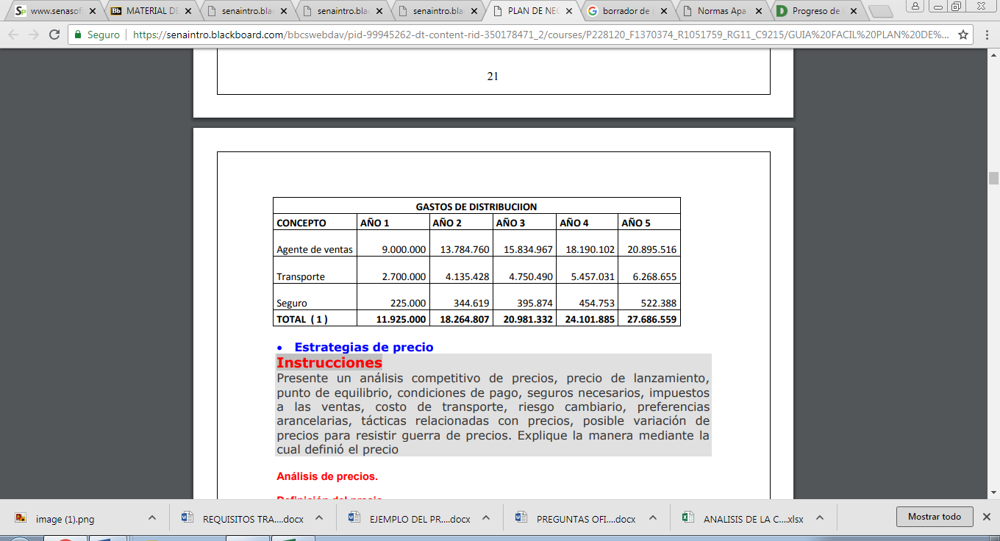 www.senasof
MATERIAL DE
senaintro.bla
senaintro.bla
senaintro.bla
PLAN DE NEG
borrador de i
Normas Apa
Progreso de
Seguro
https://senaintro.blackboard.com/bbcswebdav/pid-99945262-dt-content-rid-350178471_2/courses/P228120_F1370374_R1051759_RG11_C9215/GUIA%20FACIL%20PLAN%20DE%...
21
GASTOS DE DISTRIBUCIION
CONCEPTO AÑO 1 AÑO 2 AÑO 3 AÑO 4 AÑO 5
Agente de ventas 9.000.000 13.784.760 15.834.967 18.190.102 20.895.516
Transporte 2.700.000 4.135.428 4.750.490 5.457.031 6.268.655
Seguro 225.000 344.619 395.874 454.753 522.388
TOTAL ( 1 ) 11.925.000 18.264.807 20.981.332 24.101.885 27.686.559
• Estrategias de precio
Instrucciones
Presente un análisis competitivo de precios, precio de lanzamiento,
punto de equilibrio, condiciones de pago, seguros necesarios, impuestos
a las ventas, costo de transporte, riesgo cambiario, preferencias
arancelarias, tácticas relacionadas con precios, posible variación de
precios para resistir guerra de precios. Explique la manera mediante la
cual definió el precio
Análisis de precios.
Definición del precio
image (1).png
REQUISITOS TRA....docx
EJEMPLO DEL PR....docx
PREGUNTAS OFI....docx
ANALISIS DE LA C....xlsx
Mostrar todo